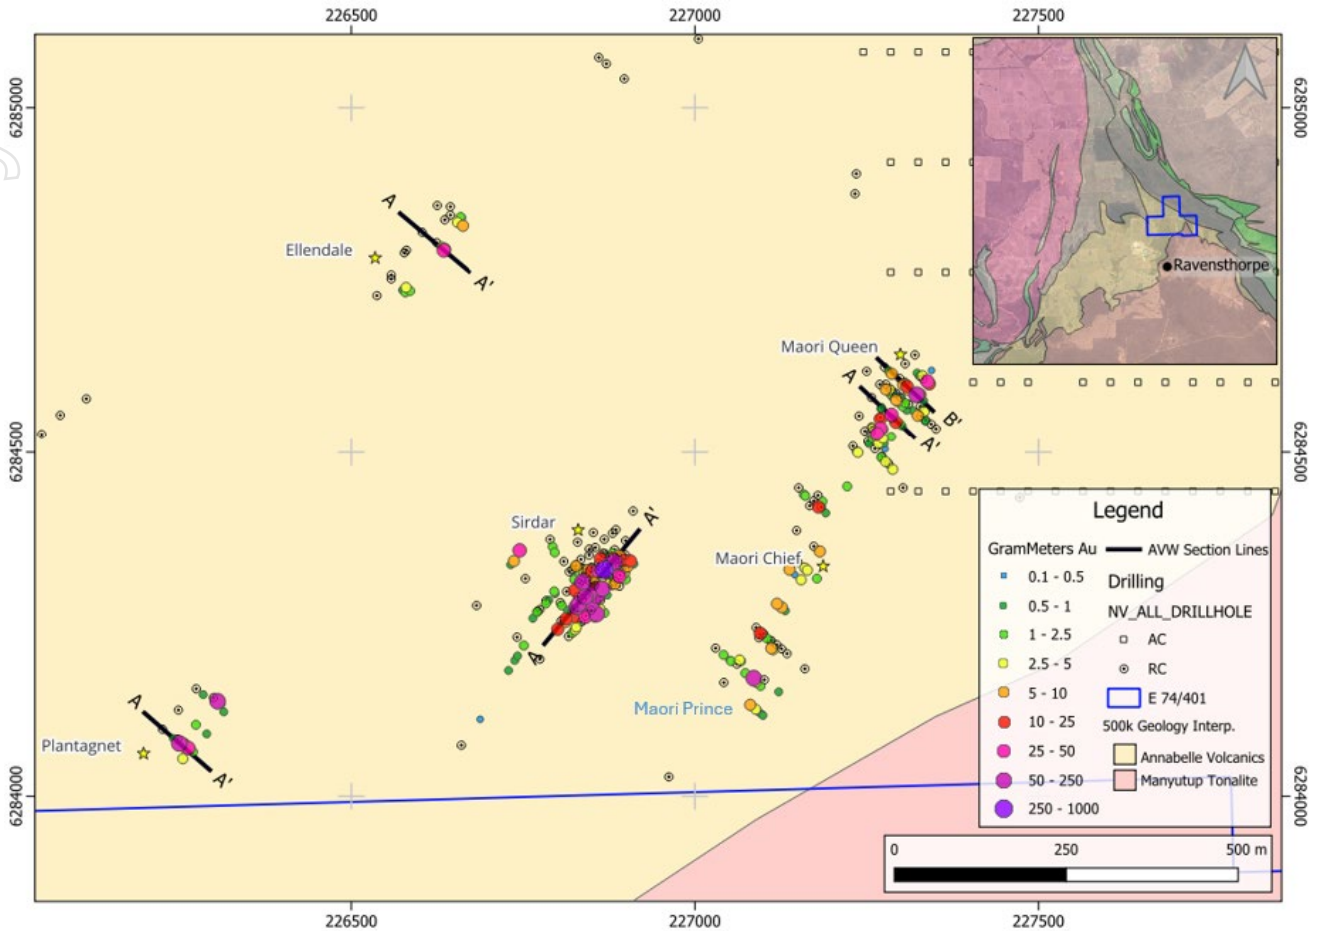 226500
227000
227500
6285000
6285000
Ravensthorpe
A
Ellendale
A'
Maori Queen
A
B'
A'
6284500
6284500
Sirdar
A'
Maori Chief
A
Maori Prince
A
Plantagnet
A'
6284000
6284000
Legend
GramMeters Au
0.1 - 0.5
0.5 - 1
1 - 2.5
2.5 - 5
5 - 10
10 - 25
25 - 50
50 - 250
250 - 1000
AVW Section Lines
Drilling
NV_ALL_DRILLHOLE
AC
RC
E 74/401
500k Geology Interp.
Annabelle Volcanics
Manyutup Tonalite
0 250 500 m
226500
227000
227500